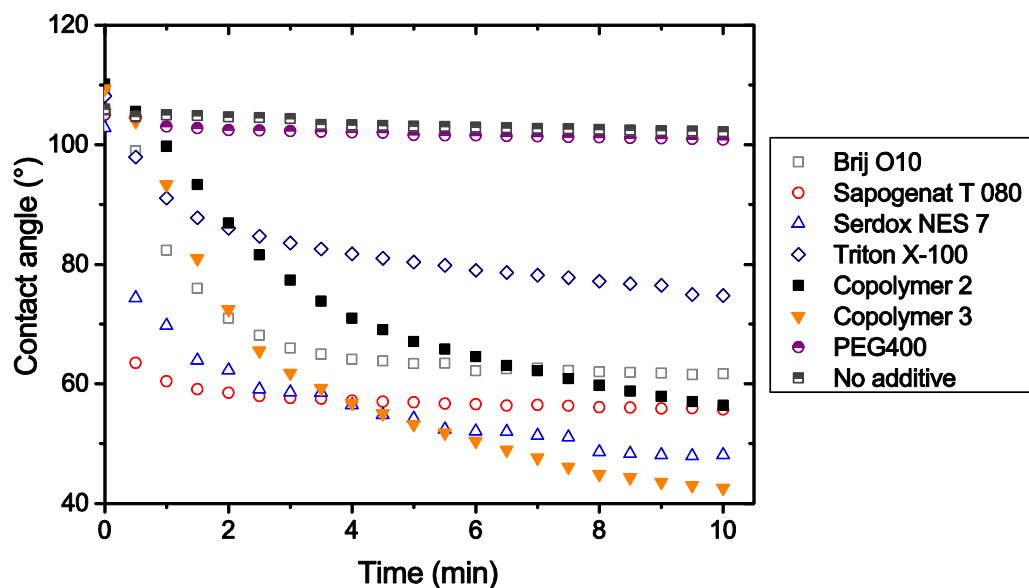 120
100
80
60
40
Contact angle (°)
0 2 4 6 8 10
Time (min)
Brij O10
Sapogenat T 080
Serdox NES 7
Triton X-100
Copolymer 2
Copolymer 3
PEG400
No additive